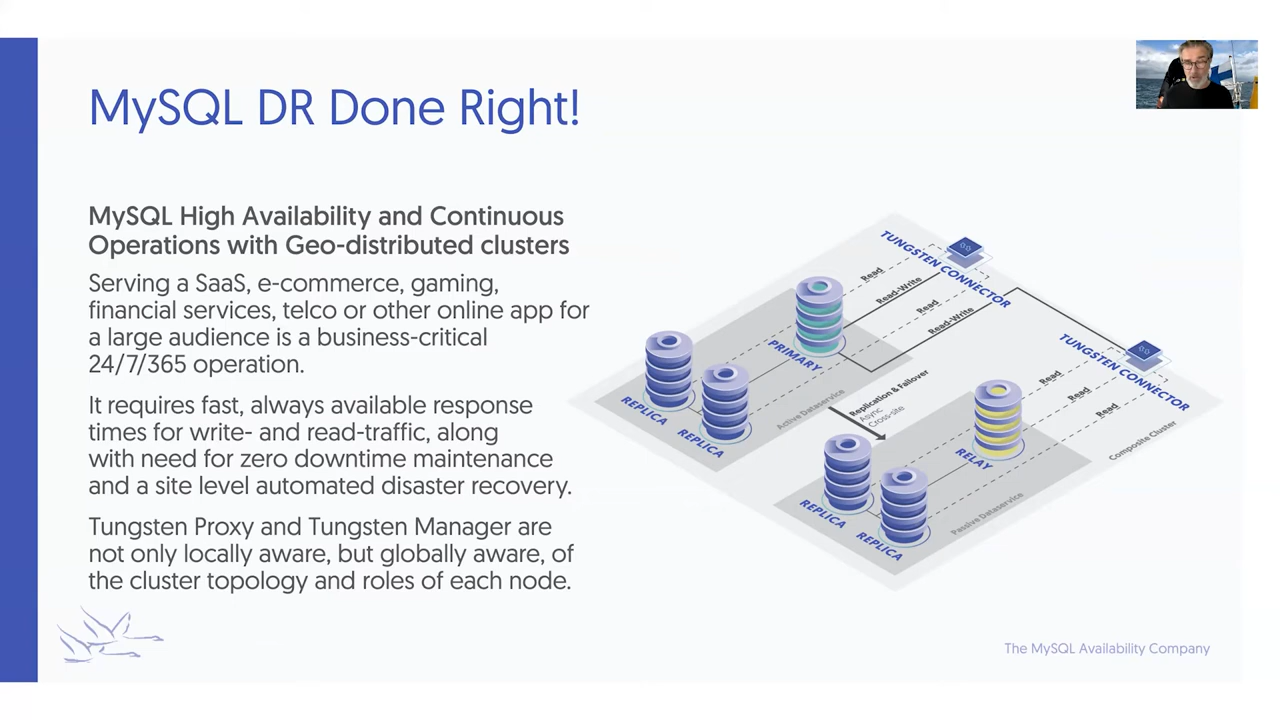 MySQL DR Done Right!
MySQL High Availability and Continuous
Operations with Geo-distributed clusters
Serving a SaaS, e-commerce, gaming,
financial services, telco or other online app for
a large audience is a business-critical
24/7/365 operation.
It requires fast, always available response
times for write- and read-traffic, along
with need for zero downtime maintenance
and a site level automated disaster recovery.
Tungsten Proxy and Tungsten Manager are
not only locally aware, but globally aware, of
the cluster topology and roles of each node.
TUNGSTEN CONNECTOR
Read
Read-Write
Read
Read-Write
PRIMARY
REPLICA
REPLICA
Active Dataservice
Replication & Failover
Async
Cross-site
TUNGSTEN CONNECTOR
Read
Read
Read
RELAY
REPLICA
REPLICA
Passive Dataservice
Composite Cluster
The MySQL Availability Company